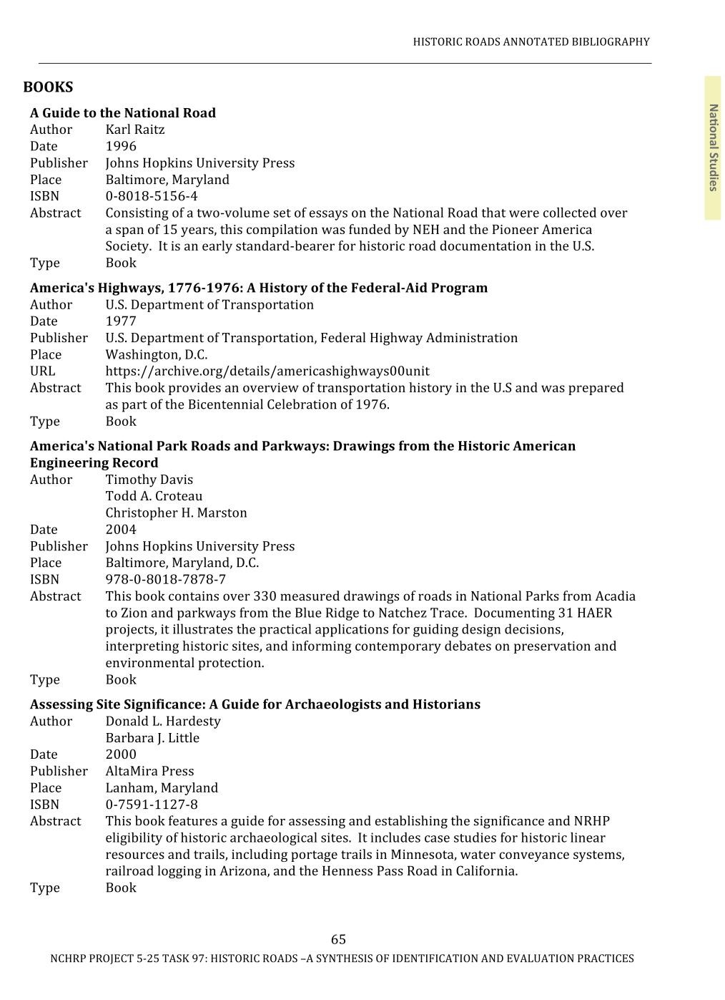 HISTORIC ROADS ANNOTATED BIBLIOGRAPHY
BOOKS
A Guide to the National Road
Author Karl Raitz
Date 1996
Publisher Johns Hopkins University Press
Place Baltimore, Maryland
ISBN 0-8018-5156-4
Abstract Consisting of a two-volume set of essays on the National Road that were collected over
a span of 15 years, this compilation was funded by NEH and the Pioneer America
Society. It is an early standard-bearer for historic road documentation in the U.S.
Type Book
America's Highways, 1776-1976: A History of the Federal-Aid Program
Author U.S. Department of Transportation
Date 1977
Publisher U.S. Department of Transportation, Federal Highway Administration
Place Washington, D.C.
URL https://archive.org/details/americashighways00unit
Abstract This book provides an overview of transportation history in the U.S and was prepared
as part of the Bicentennial Celebration of 1976.
Type Book
America's National Park Roads and Parkways: Drawings from the Historic American
Engineering Record
Author Timothy Davis
Todd A. Croteau
Christopher H. Marston
Date 2004
Publisher Johns Hopkins University Press
Place Baltimore, Maryland, D.C.
ISBN 978-0-8018-7878-7
Abstract This book contains over 330 measured drawings of roads in National Parks from Acadia
to Zion and parkways from the Blue Ridge to Natchez Trace. Documenting 31 HAER
projects, it illustrates the practical applications for guiding design decisions,
interpreting historic sites, and informing contemporary debates on preservation and
environmental protection.
Type Book
Assessing Site Significance: A Guide for Archaeologists and Historians
Author Donald L. Hardesty
Barbara J. Little
Date 2000
Publisher AltaMira Press
Place Lanham, Maryland
ISBN 0-7591-1127-8
Abstract This book features a guide for assessing and establishing the significance and NRHP
eligibility of historic archaeological sites. It includes case studies for historic linear
resources and trails, including portage trails in Minnesota, water conveyance systems,
railroad logging in Arizona, and the Henness Pass Road in California.
Type Book
National Studies
65
NCHRP PROJECT 5-25 TASK 97: HISTORIC ROADS –A SYNTHESIS OF IDENTIFICATION AND EVALUATION PRACTICES